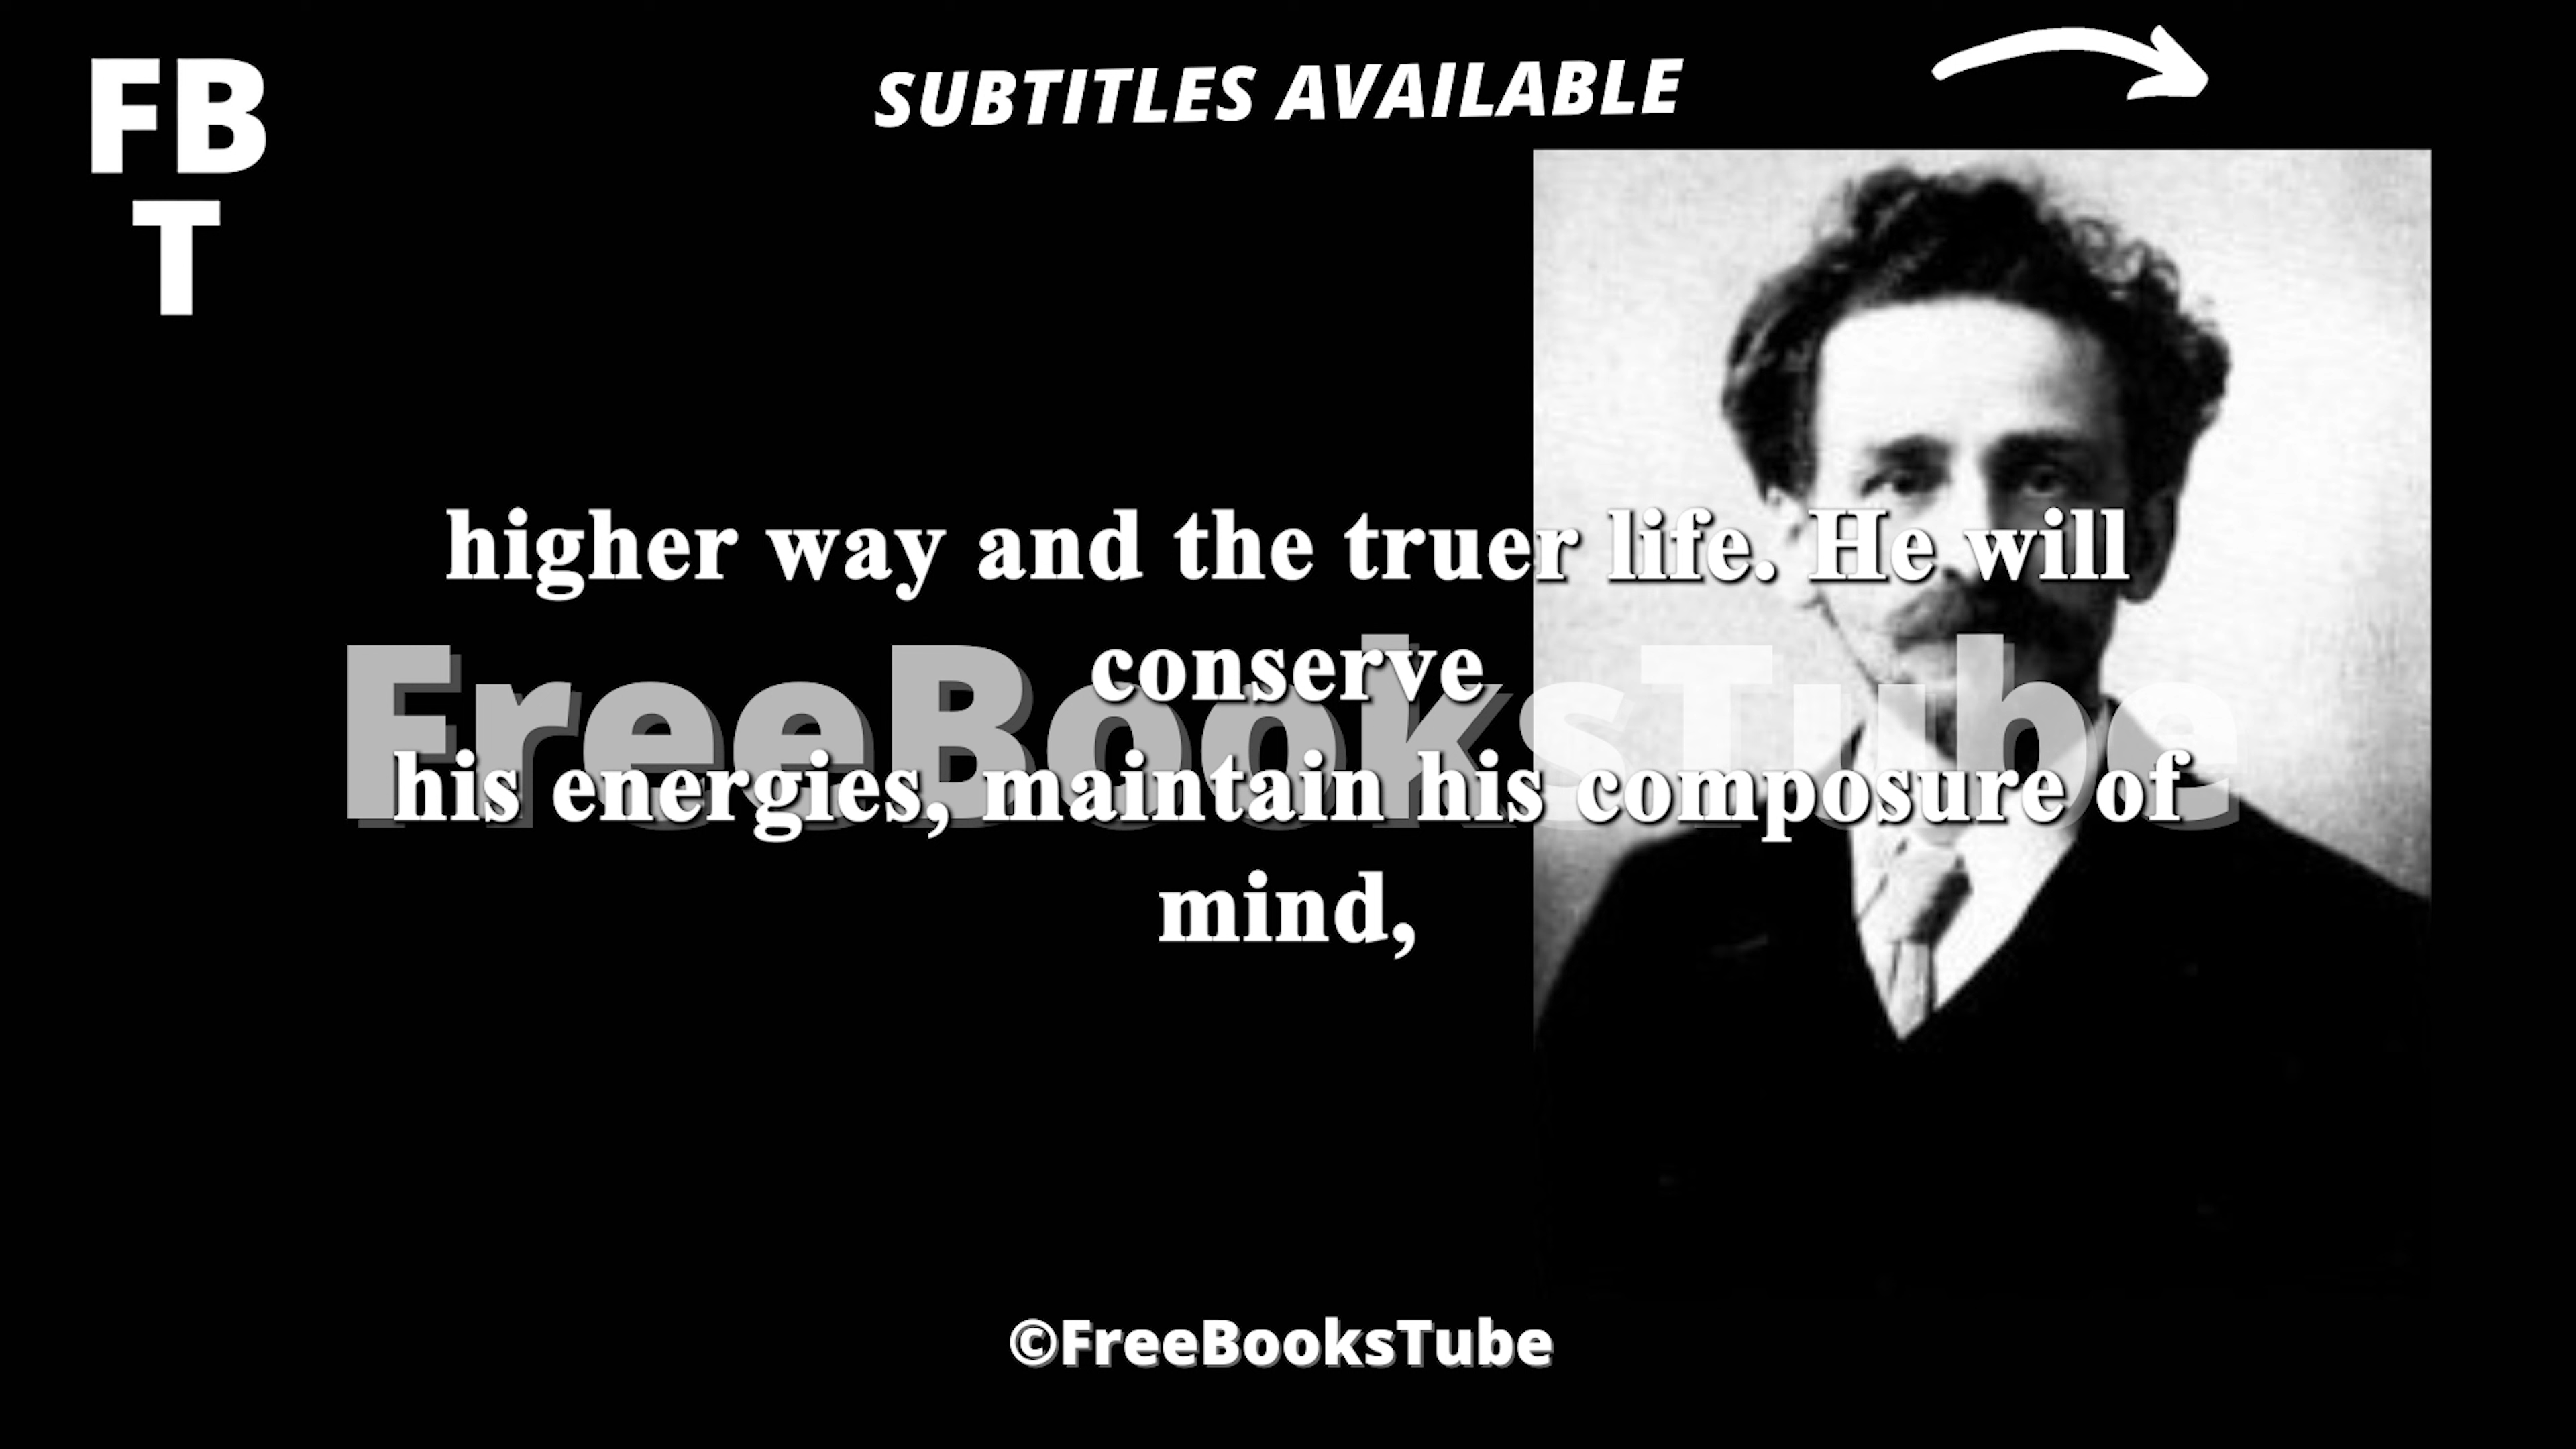 FB
T
SUBTITLES AVAILABLE
higher way and the truer life. He will
conserve
his energies, maintain his composure of
mind,
FreeBooksTube
©FreeBooksTube